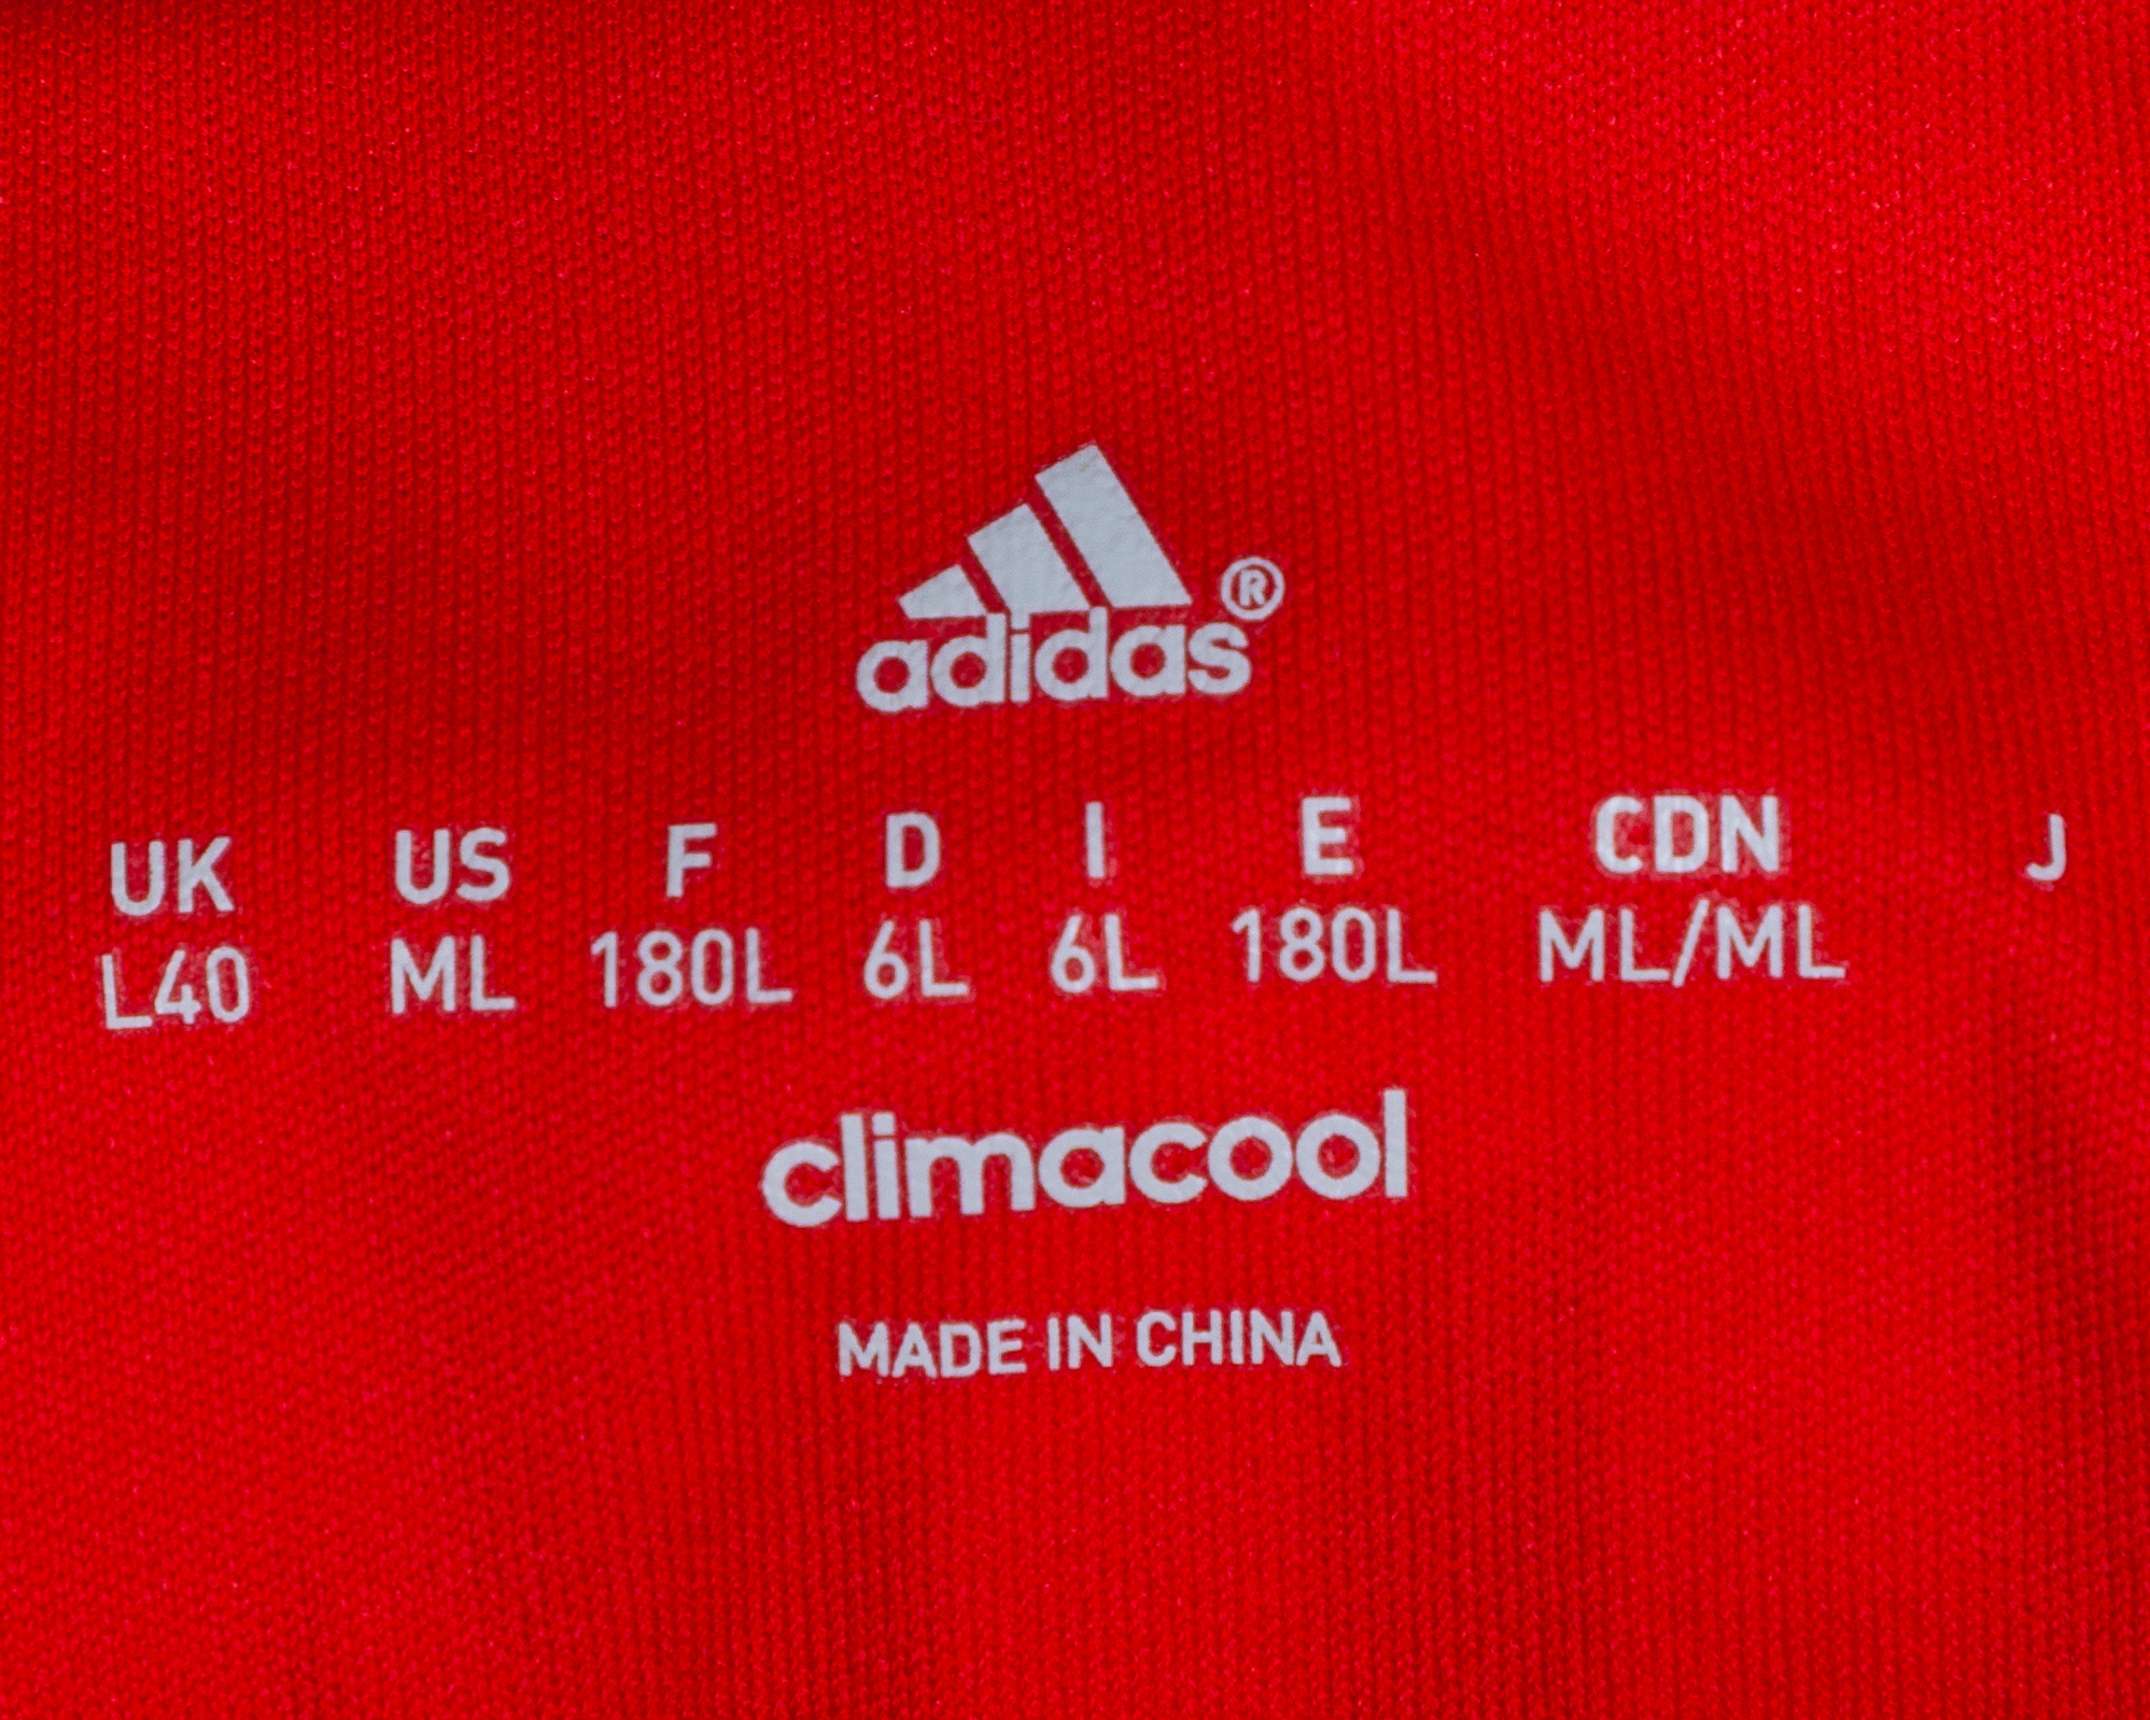 adidas®
UK US F D I E CDN J
L40 ML 180L 6L 6L 180L ML/ML
climacool
MADE IN CHINA